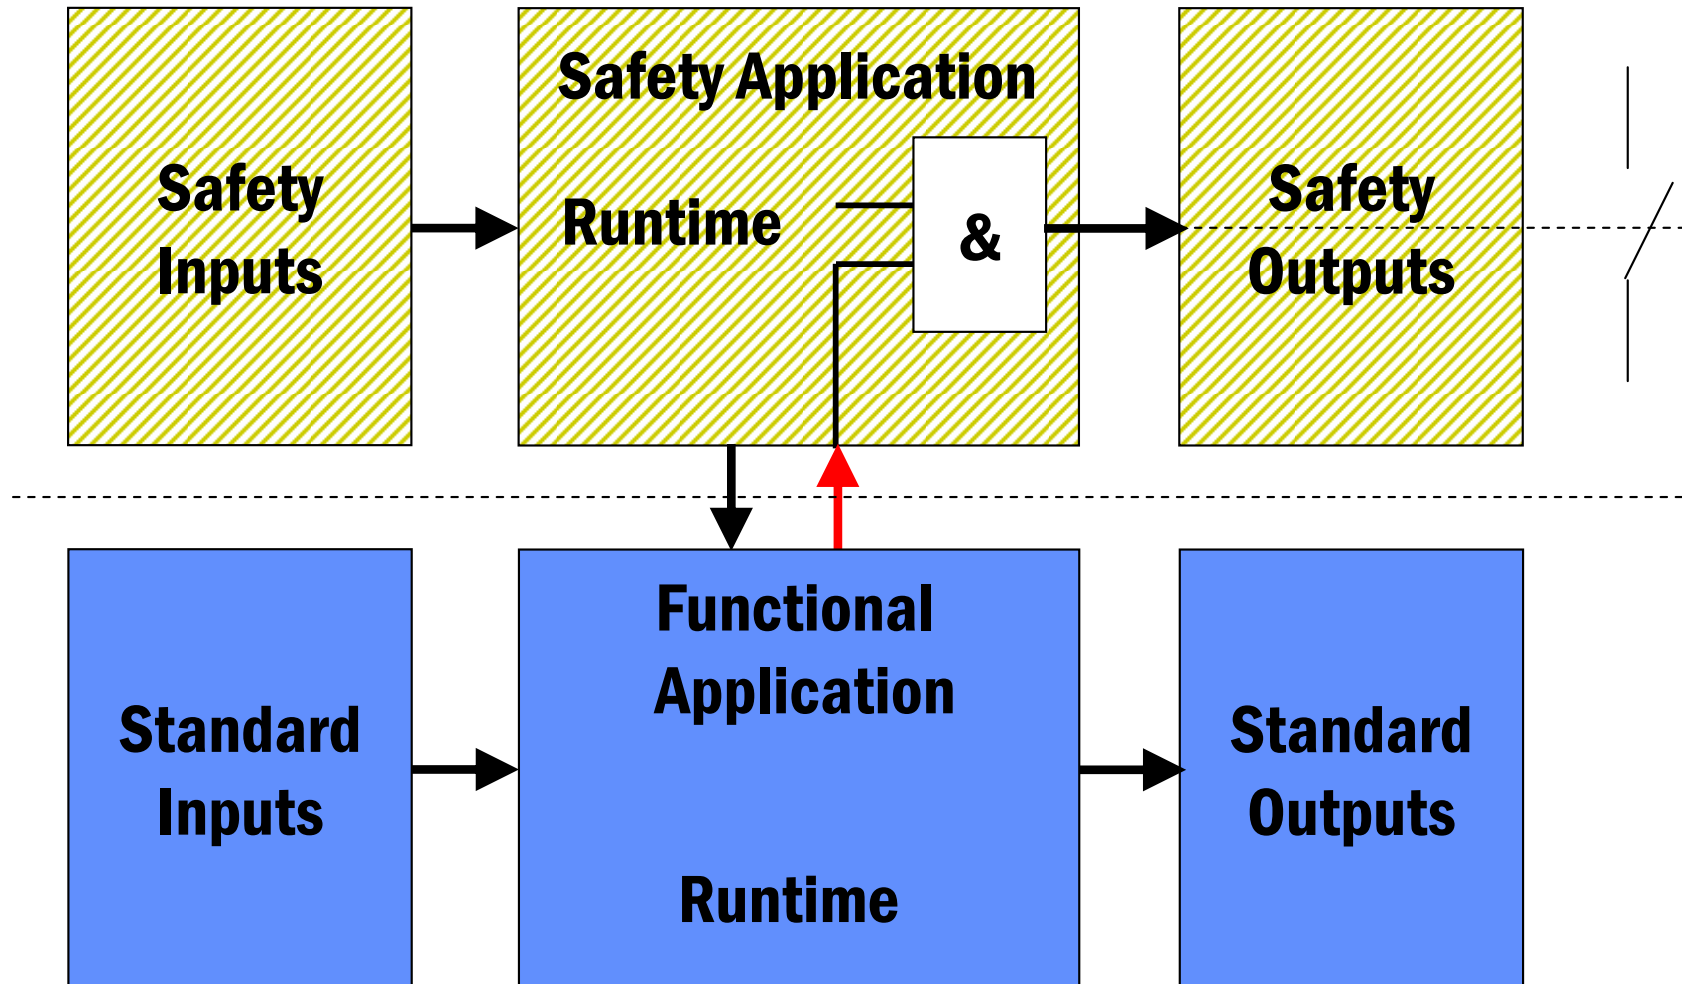 Safety
Inputs
Safety Application
Runtime
&
Safety
Outputs
Standard
Inputs
Functional
Application
Runtime
Standard
Outputs